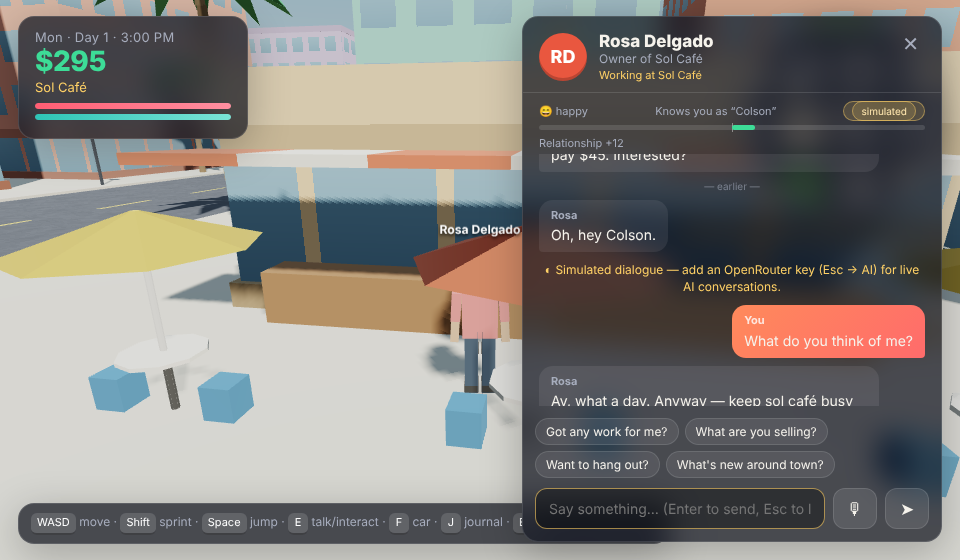 Mon · Day 1 · 3:00 PM
$295
Sol Café
Rosa Delgado
WASD move · Shift sprint · Space jump · E talk/interact · F car · J journal ·
RD
Rosa Delgado
Owner of Sol Café
Working at Sol Café
✕
😄 happy
Knows you as “Colson”
simulated
Relationship +12
pay $45. Interested?
— earlier —
Rosa
Oh, hey Colson.
Simulated dialogue — add an OpenRouter key (Esc → AI) for live
AI conversations.
You
What do you think of me?
Rosa
Ay, what a day. Anyway — keep sol café busy
Got any work for me?
What are you selling?
Want to hang out?
What's new around town?
Say something... (Enter to send, Esc to l